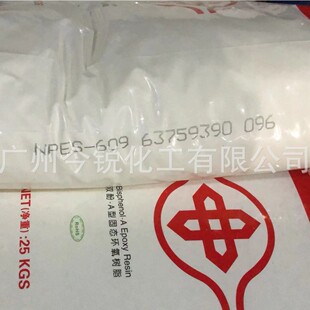 NPES-609 63759390 096
广州今锐化工有限公司
Bisphenol A Epoxy Resin
双酚-A型固态环氧树脂
NET(净重):25 KGS
RoHS